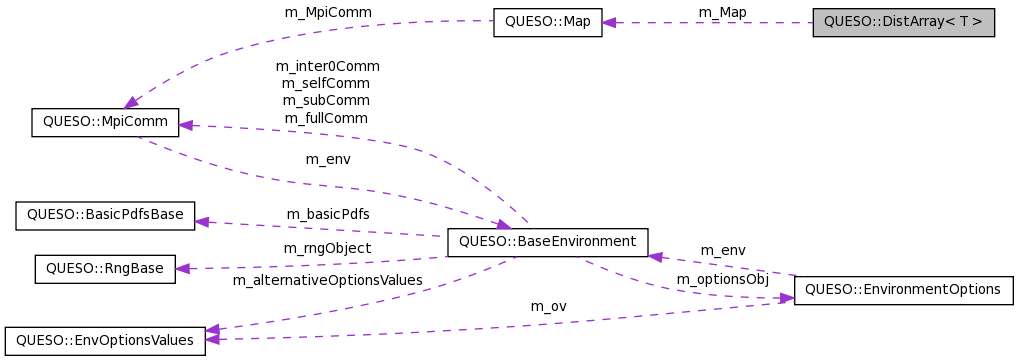 m_MpiComm
m_Map
QUESO::Map
QUESO::DistArray< T >
m_inter0Comm
m_selfComm
m_subComm
m_fullComm
QUESO::MpiComm
m_env
QUESO::BasicPdfsBase
m_basicPdfs
QUESO::BaseEnvironment
m_rngObject
m_env
QUESO::RngBase
m_alternativeOptionsValues
m_optionsObj
QUESO::EnvironmentOptions
m_ov
QUESO::EnvOptionsValues